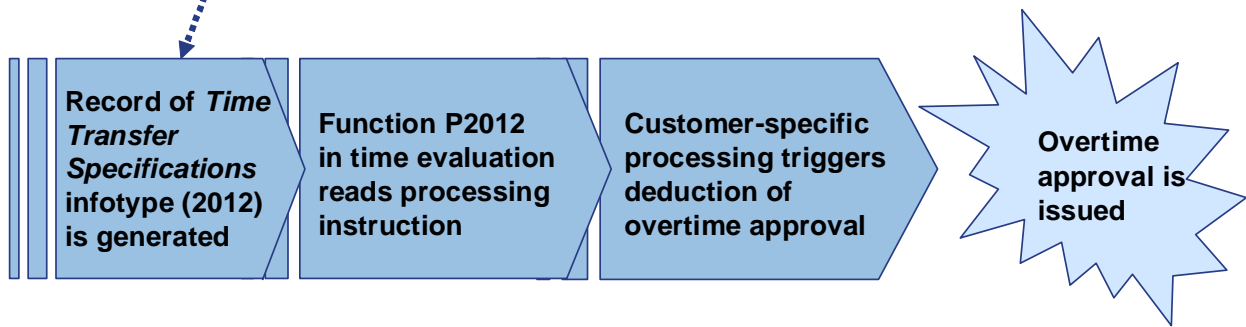 Record of Time
Transfer
Specifications
infotype (2012)
is generated
Function P2012
in time evaluation
reads processing
instruction
Customer-specific
processing triggers
deduction of
overtime approval
Overtime
approval is
issued